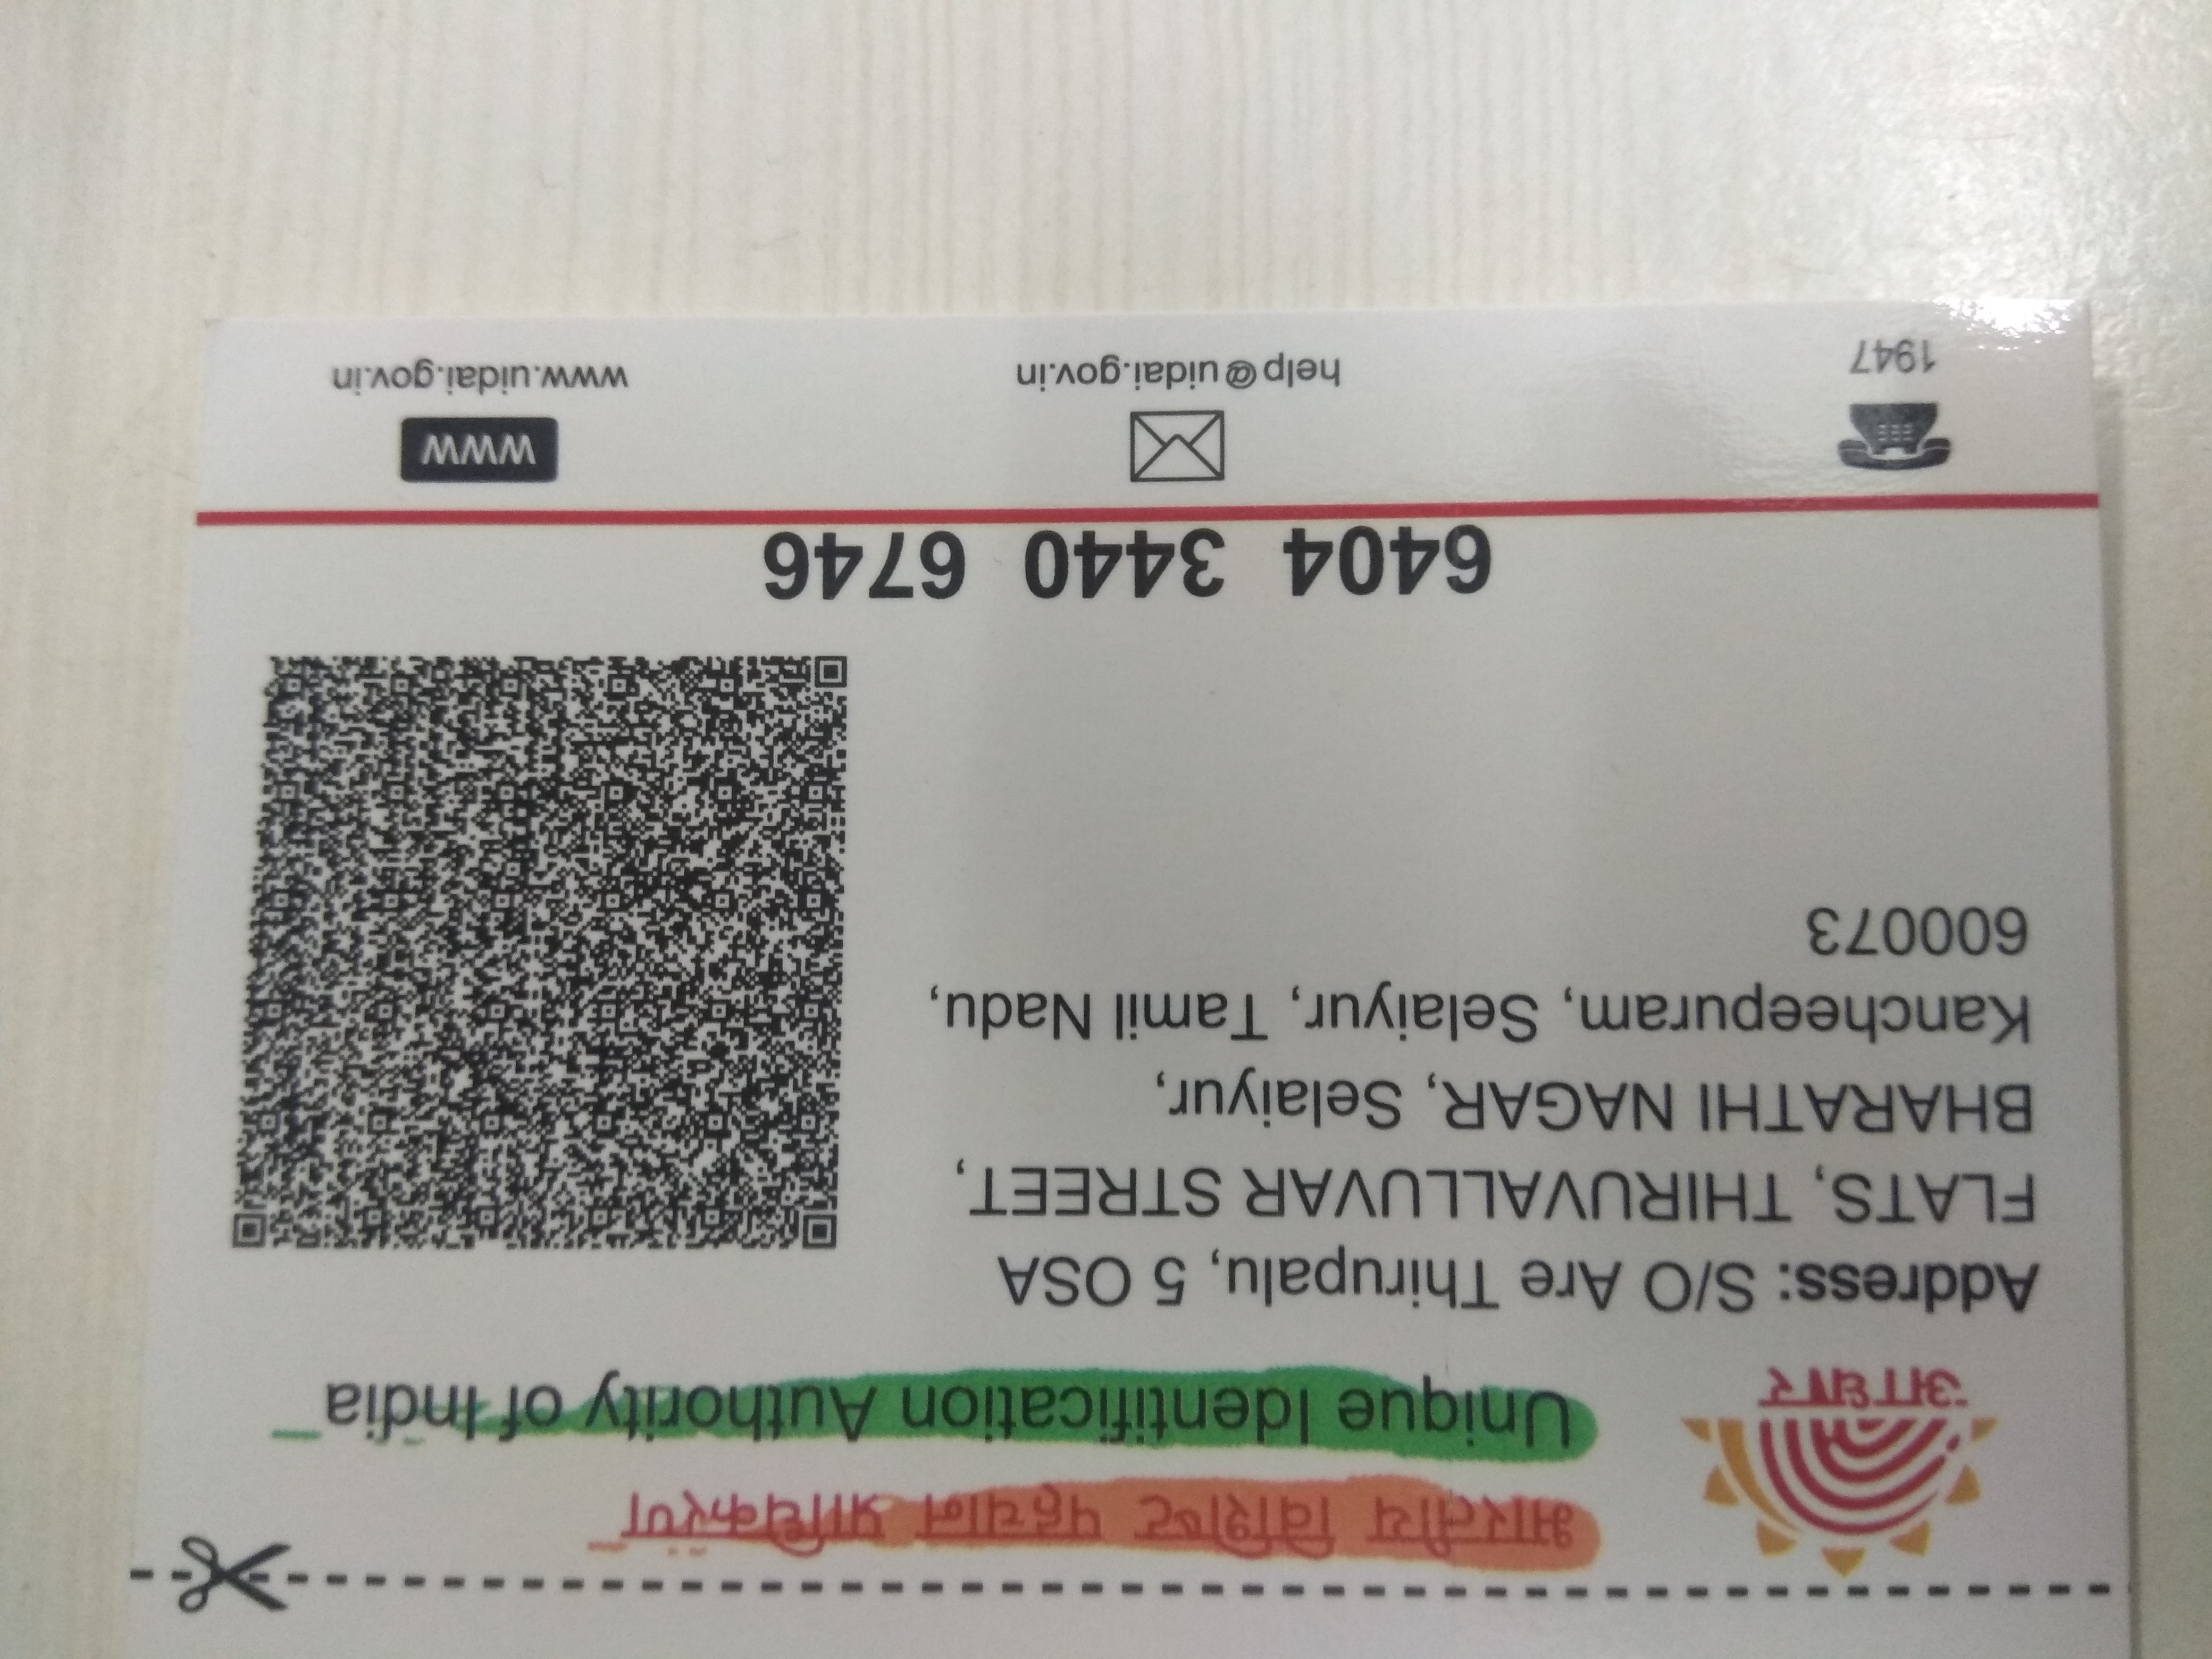 भारतीय विशिष्ट पहचान प्राधिकरण
Unique Identification Authority of India
आधार
Address: S/O Are Thirupalu, 5 OSA
FLATS, THIRUVALLUVAR STREET,
BHARATHI NAGAR, Selaiyur,
Kancheepuram, Selaiyur, Tamil Nadu,
600073
6404 3440 6746
1947
help@uidai.gov.in
WWW
www.uidai.gov.in